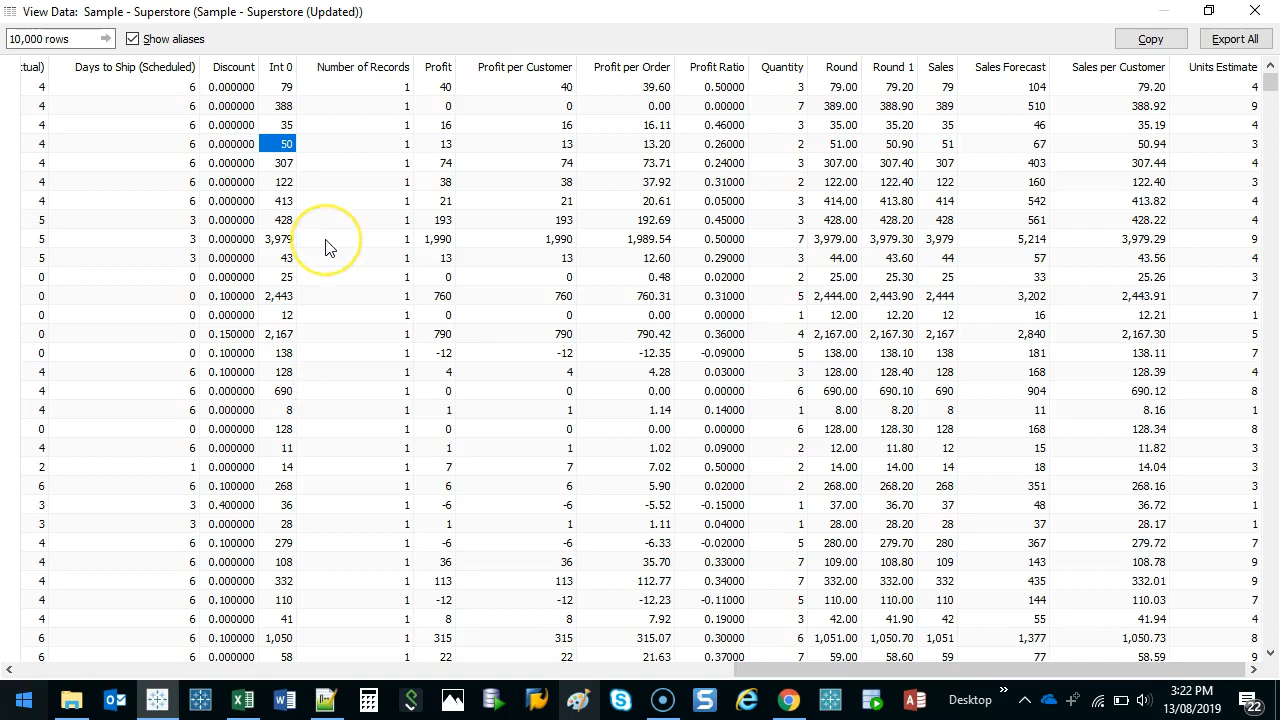 View Data: Sample - Superstore (Sample - Superstore (Updated))
10,000 rows Show aliases Copy Export All
:tual) Days to Ship (Scheduled) Discount Int 0 Number of Records Profit Profit per Customer Profit per Order Profit Ratio Quantity Round Round 1 Sales Sales Forecast Sales per Customer Units Estimate
4 6 0.000000 79 1 40 40 39.60 0.50000 3 79.00 79.20 79 104 79.20 4
4 6 0.000000 388 1 0 0 0.00 0.00000 7 389.00 388.90 389 510 388.92 9
4 6 0.000000 35 1 16 16 16.11 0.46000 3 35.00 35.20 35 46 35.19 4
4 6 0.000000 50 1 13 13 13.20 0.26000 2 51.00 50.90 51 67 50.94 3
4 6 0.000000 307 1 74 74 73.71 0.24000 3 307.00 307.40 307 403 307.44 4
4 6 0.000000 122 1 38 38 37.92 0.31000 2 122.00 122.40 122 160 122.40 3
4 6 0.000000 413 1 21 21 20.61 0.05000 3 414.00 413.80 414 542 413.82 4
5 3 0.000000 428 1 193 193 192.69 0.45000 3 428.00 428.20 428 561 428.22 4
5 3 0.000000 3,979 1 1,990 1,990 1,989.54 0.50000 7 3,979.00 3,979.30 3,979 5,214 3,979.29 9
5 3 0.000000 43 1 13 13 12.60 0.29000 3 44.00 43.60 44 57 43.56 4
0 0 0.000000 25 1 0 0 0.48 0.02000 2 25.00 25.30 25 33 25.26 3
0 0 0.100000 2,443 1 760 760 760.31 0.31000 5 2,444.00 2,443.90 2,444 3,202 2,443.91 7
0 0 0.000000 12 1 0 0 0.00 0.00000 1 12.00 12.20 12 16 12.21 1
0 0 0.150000 2,167 1 790 790 790.42 0.36000 4 2,167.00 2,167.30 2,167 2,840 2,167.30 5
0 0 0.100000 138 1 -12 -12 -12.35 -0.09000 5 138.00 138.10 138 181 138.11 7
4 6 0.100000 128 1 4 4 4.28 0.03000 3 128.00 128.40 128 168 128.39 4
4 6 0.000000 690 1 0 0 0.00 0.00000 6 690.00 690.10 690 904 690.12 8
4 6 0.000000 8 1 1 1 1.14 0.14000 1 8.00 8.20 8 11 8.16 1
0 0 0.000000 128 1 0 0 0.00 0.00000 6 128.00 128.30 128 168 128.34 8
4 6 0.000000 11 1 1 1 1.02 0.09000 2 12.00 11.80 12 15 11.82 3
2 1 0.000000 14 1 7 7 7.02 0.50000 2 14.00 14.00 14 18 14.04 3
6 6 0.100000 268 1 6 6 5.90 0.02000 2 268.00 268.20 268 351 268.16 3
3 3 0.400000 36 1 -6 -6 -5.52 -0.15000 1 37.00 36.70 37 48 36.72 1
3 3 0.000000 28 1 1 1 1.11 0.04000 1 28.00 28.20 28 37 28.17 1
4 6 0.100000 279 1 -6 -6 -6.33 -0.02000 5 280.00 279.70 280 367 279.72 7
4 6 0.000000 108 1 36 36 35.70 0.33000 7 109.00 108.80 109 143 108.78 9
4 6 0.000000 332 1 113 113 112.77 0.34000 7 332.00 332.00 332 435 332.01 9
4 6 0.100000 110 1 -12 -12 -12.23 -0.11000 5 110.00 110.00 110 144 110.03 7
4 6 0.000000 41 1 8 8 7.92 0.19000 3 42.00 41.90 42 55 41.94 4
6 6 0.100000 1,050 1 315 315 315.07 0.30000 6 1,051.00 1,050.70 1,051 1,377 1,050.73 8
6 6 0.000000 58 1 22 22 21.63 0.37000 7 59.00 58.60 59 77 58.59 9
Desktop 3:22 PM
13/08/2019 22